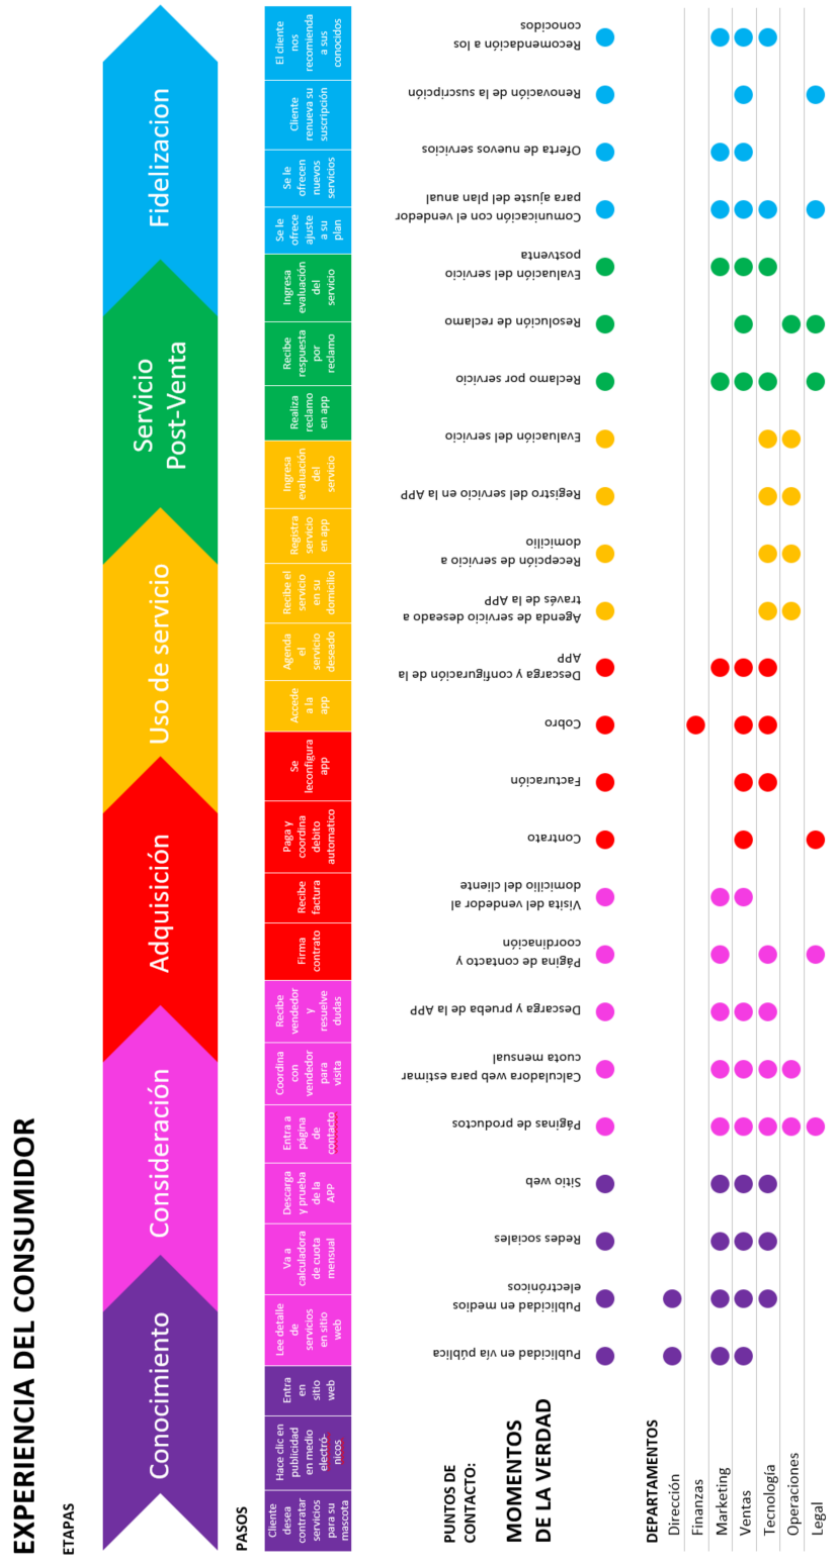 EXPERIENCIA DEL CONSUMIDOR
ETAPAS
Conocimiento
Consideración
Adquisición
Uso de servicio
Servicio
Post-Venta
Fidelizacion
PASOS
Cliente
desea
contratar
servicios
para su
mascota
Hace clic en
publicidad
en medio
electró-
nicos
Entra
en
sitio
web
Lee detalle
de
servicios
en sitio
web
Va a
calculadora
de cuota
mensual
Descarga
y prueba
de la
APP
Entra a
página
de
contacto
Coordina
con
vendedor
para
visita
Recibe
vendedor
y
resuelve
dudas
Firma
contrato
Recibe
factura
Paga y
coordina
debito
automatico
Se
leconfigura
app
Accede
a la
app
Agenda
el
servicio
deseado
Recibe el
servicio
en su
domicilio
Registra
servicio
en app
Ingresa
evaluación
del
servicio
Realiza
reclamo
en app
Recibe
respuesta
por
reclamo
Ingresa
evaluación
del
servicio
Se le
ofrece
ajuste
a su
plan
Se le
ofrecen
nuevos
servicios
Cliente
renueva su
suscripción
El cliente
nos
recomienda
a sus
conocidos
PUNTOS DE
CONTACTO:
MOMENTOS
DE LA VERDAD
Publicidad en vía pública
Publicidad en medios
electrónicos
Redes sociales
Sitio web
Páginas de productos
Calculadora web para estimar
cuota mensual
Descarga y prueba de la APP
Página de contacto y
coordinación
Visita del vendedor al
domicilio del cliente
Contrato
Facturación
Cobro
Descarga y configuración de la
APP
Agenda de servicio deseado a
través de la APP
Recepción de servicio a
domicilio
Registro del servicio en la APP
Evaluación del servicio
Reclamo por servicio
Resolución de reclamo
Evaluación del servicio
postventa
Comunicación con el vendedor
para ajuste del plan anual
Oferta de nuevos servicios
Renovación de la suscripción
Recomendación a los
conocidos
DEPARTAMENTOS
Dirección
Finanzas
Marketing
Ventas
Tecnología
Operaciones
Legal